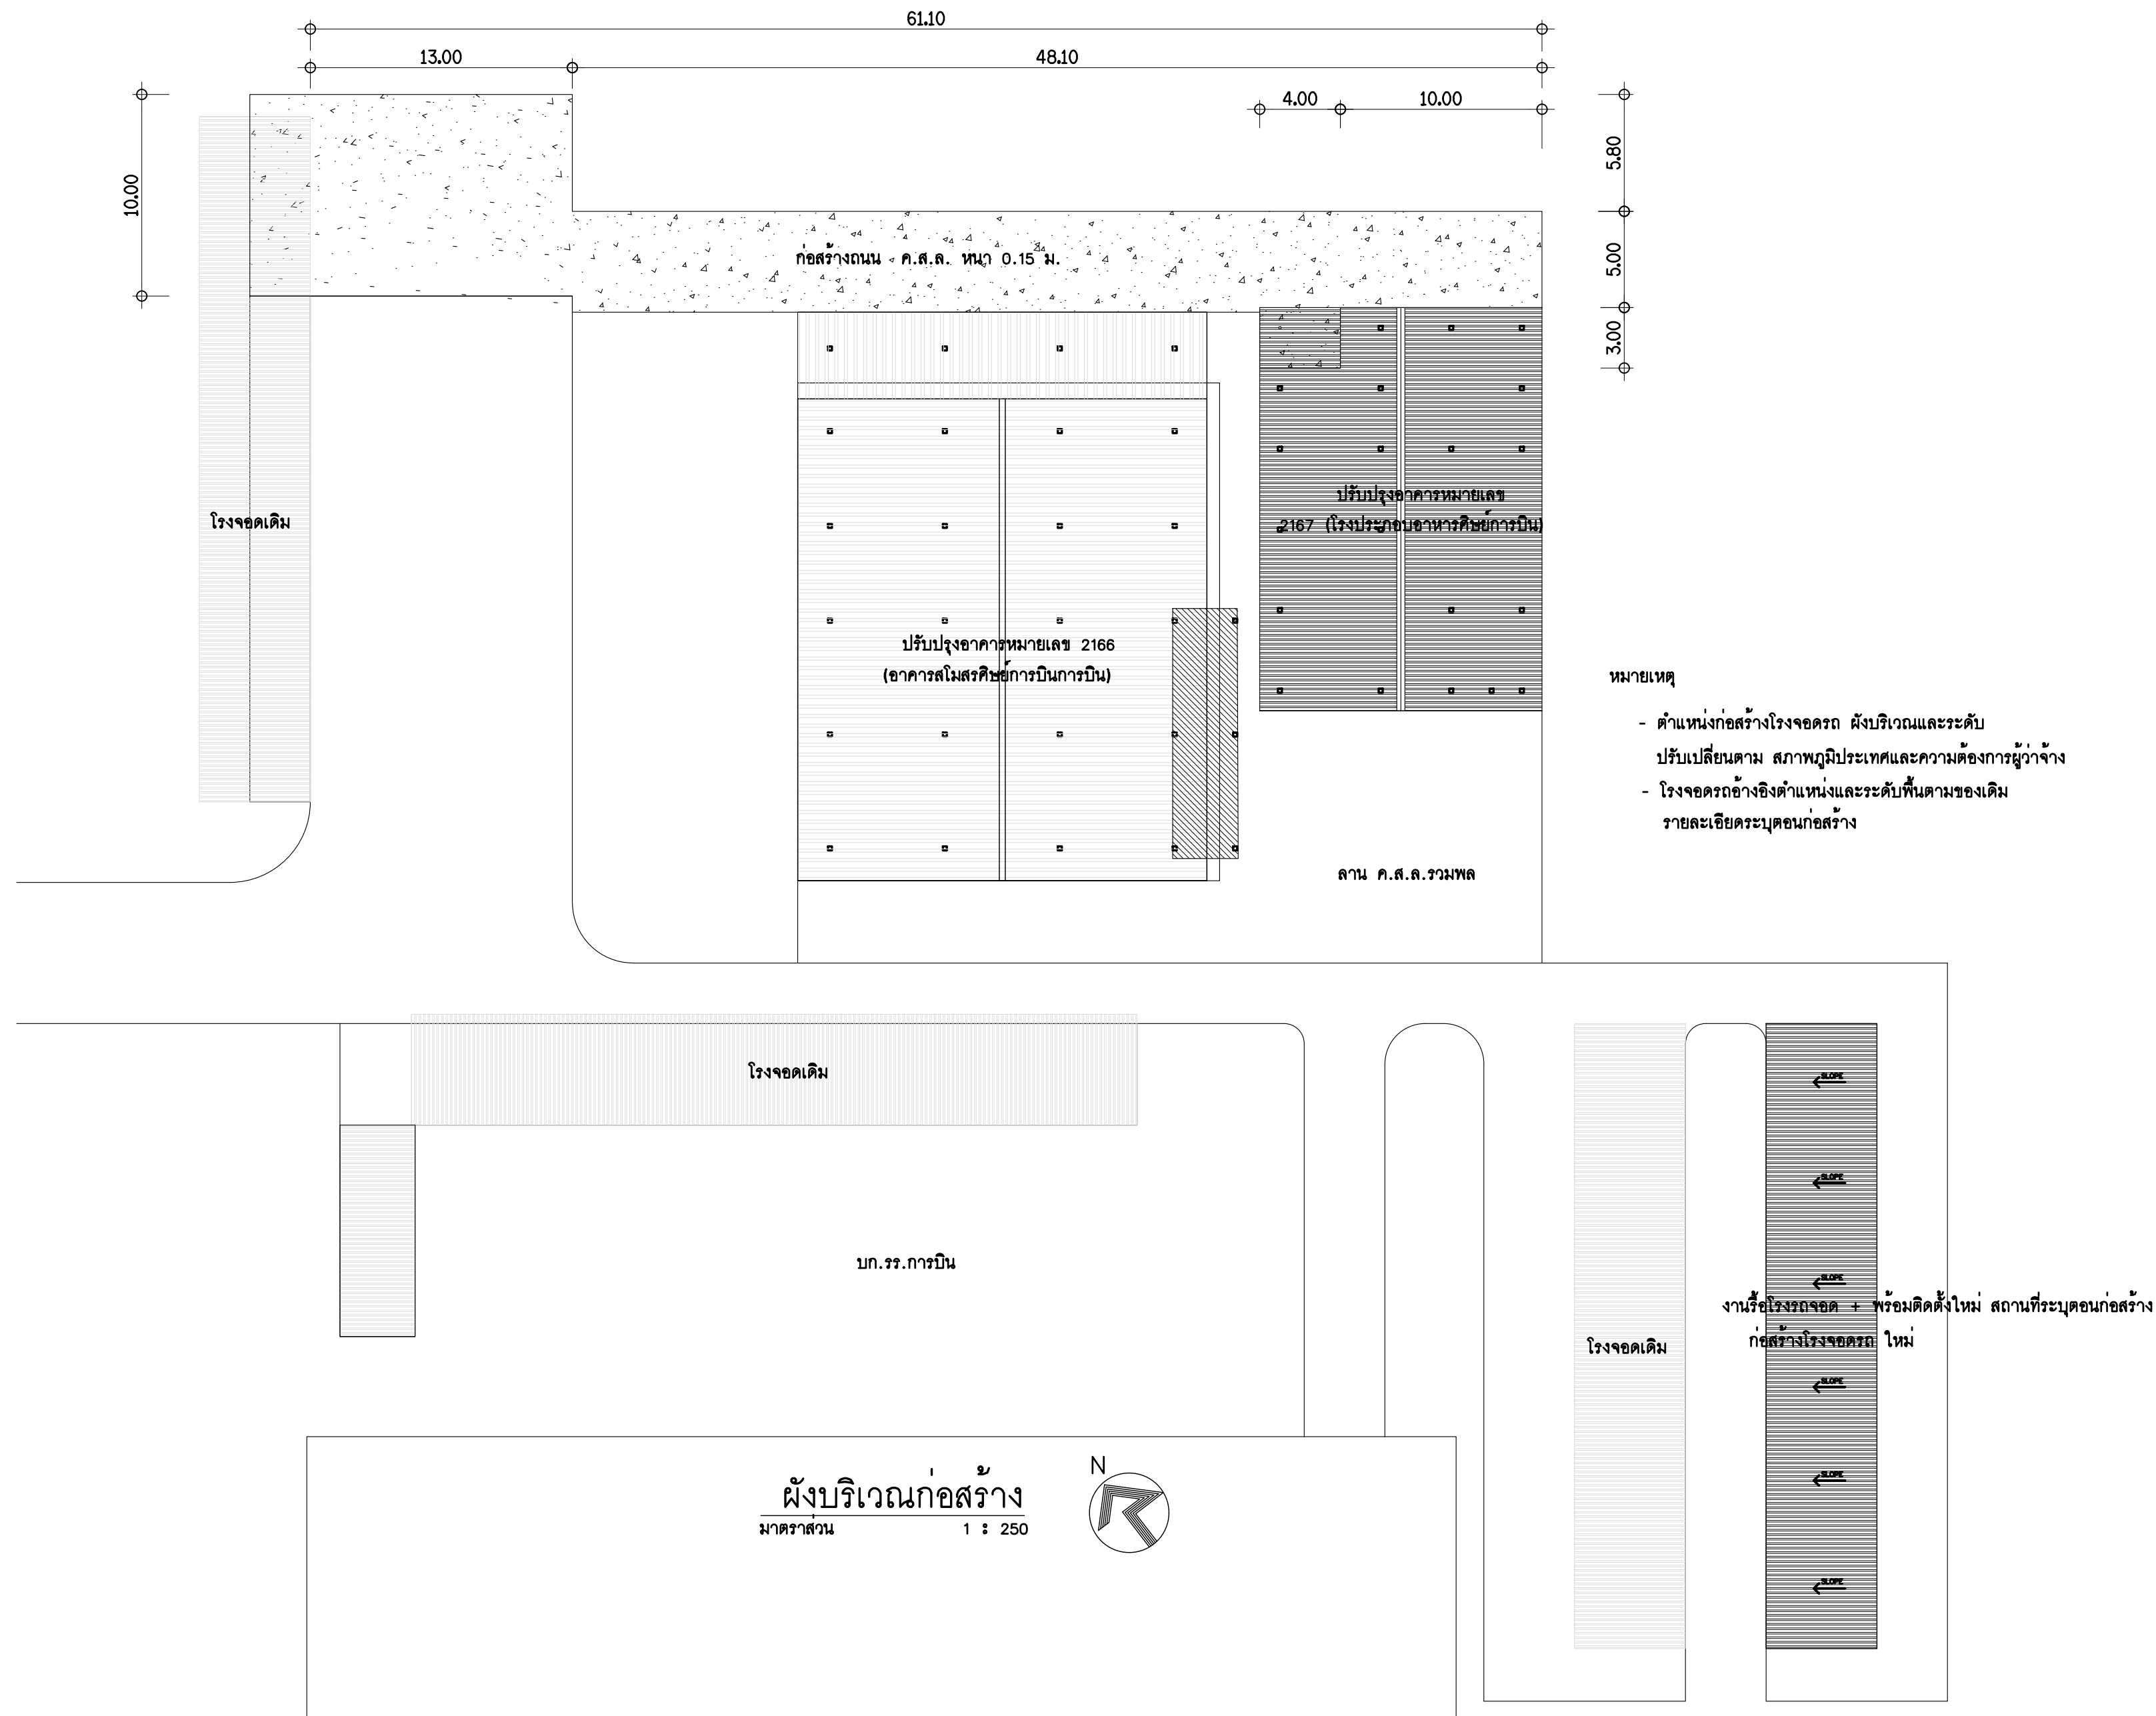 61.10
13.00
48.10
4.00
10.00
5.80
10.00
5.00
ก่อสร้างถนน ค.ส.ล. หนา 0.15 ม.
3.00
ปรับปรุงอาคารหมายเลข
2167 (โรงประกอบอาหารศิษย์การบิน)
โรงจอดเดิม
ปรับปรุงอาคารหมายเลข 2166
(อาคารสโมสรศิษย์การบินการบิน)
หมายเหตุ
- ตำแหน่งก่อสร้างโรงจอดรถ ผังบริเวณและระดับ
ปรับเปลี่ยนตาม สภาพภูมิประเทศและความต้องการผู้ว่าจ้าง
- โรงจอดรถอ้างอิงตำแหน่งและระดับพื้นตามของเดิม
รายละเอียดระบุตอนก่อสร้าง
ลาน ค.ส.ล.รวมพล
โรงจอดเดิม
SLOPE
SLOPE
บก.รร.การบิน
SLOPE
งานรื้อโรงรถจอด + พร้อมติดตั้งใหม่ สถานที่ระบุตอนก่อสร้าง
ก่อสร้างโรงจอดรถ ใหม่
โรงจอดเดิม
SLOPE
SLOPE
SLOPE
N
ผังบริเวณก่อสร้าง
มาตราส่วน 1 : 250